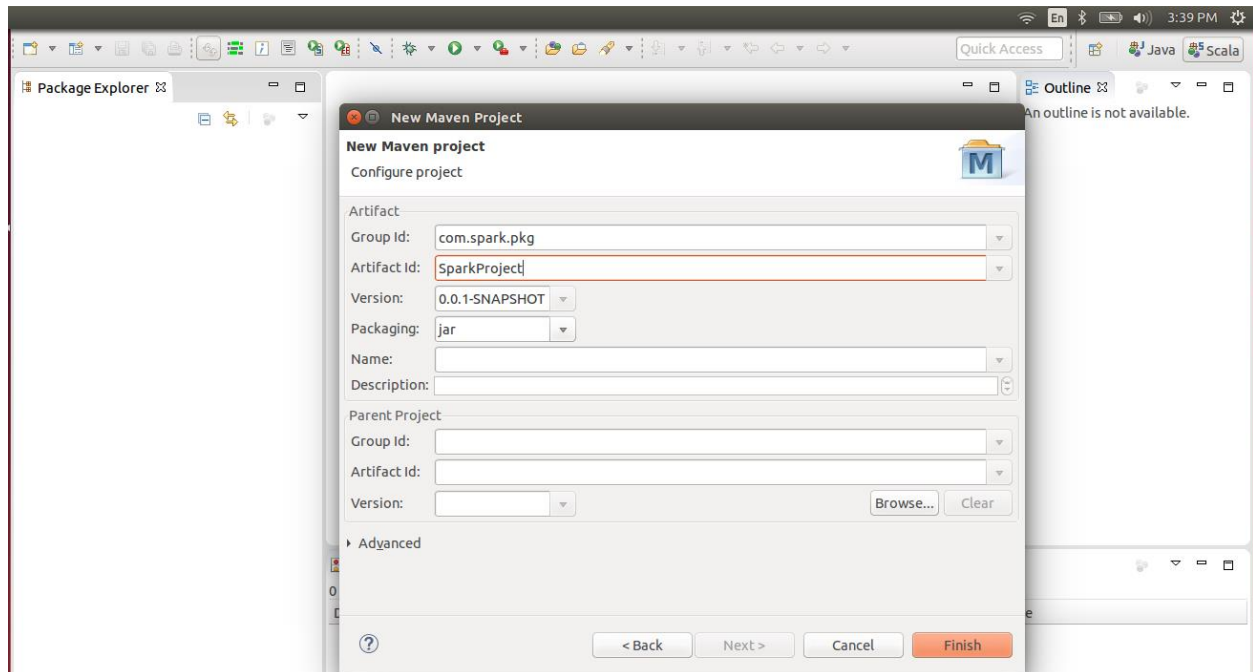 En 3:39 PM
Quick Access Java Scala
Package Explorer
Outline
An outline is not available.
New Maven Project
New Maven project
Configure project
M
Artifact
Group Id: com.spark.pkg
Artifact Id: SparkProject
Version: 0.0.1-SNAPSHOT
Packaging: jar
Name:
Description:
Parent Project
Group Id:
Artifact Id:
Version: Browse... Clear
Advanced
0
< Back Next > Cancel Finish